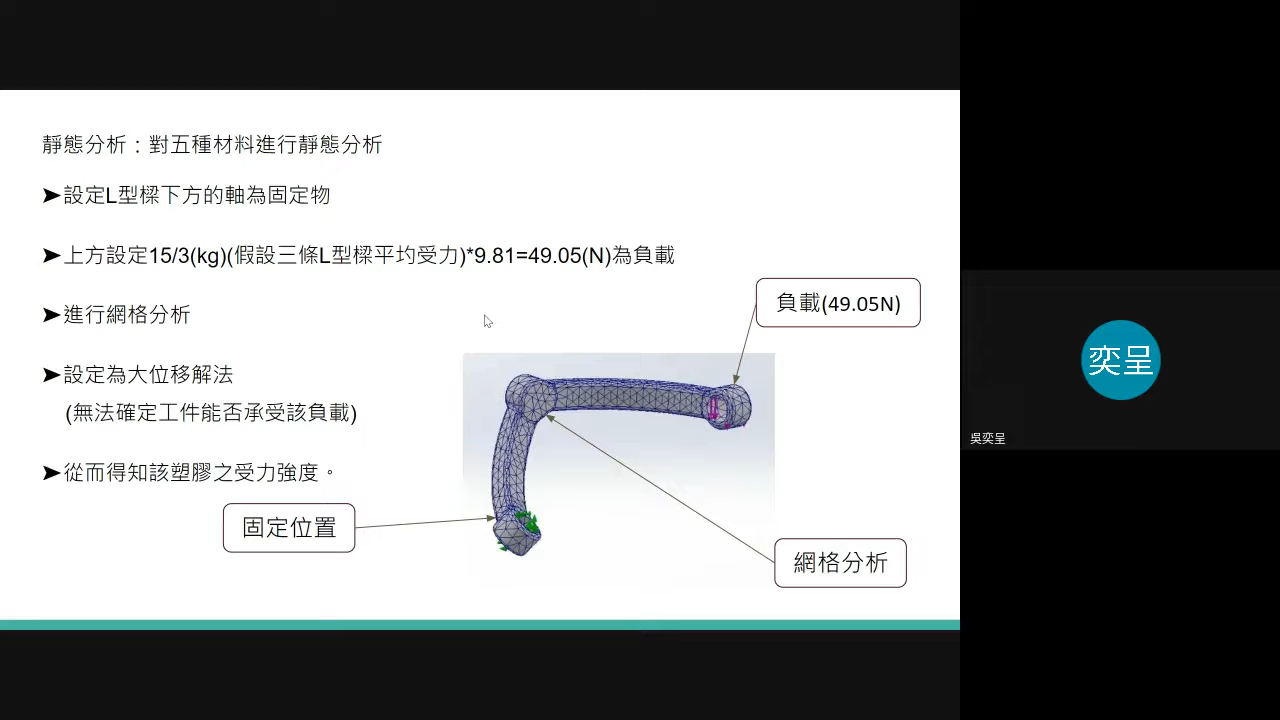 靜態分析：對五種材料進行靜態分析
➤設定L型樑下方的軸為固定物
➤上方設定15/3(kg)(假設三條L型樑平均受力)*9.81=49.05(N)為負載
負載(49.05N)
➤進行網格分析
➤設定為大位移解法
(無法確定工件能否承受該負載)
➤從而得知該塑膠之受力強度。
固定位置
網格分析
奕呈
吳奕呈